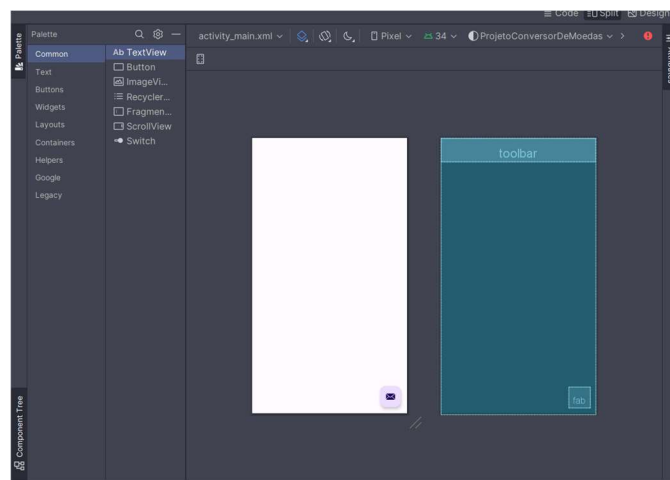 Code Split Design
Palette
Palette
activity_main.xml Pixel 34 ProjetoConversorDeMoedas
Common
Text
Buttons
Widgets
Layouts
Containers
Helpers
Google
Legacy
Ab TextView
Button
ImageVi...
Recycler...
Fragmen...
ScrollView
Switch
toolbar
fab
Component Tree